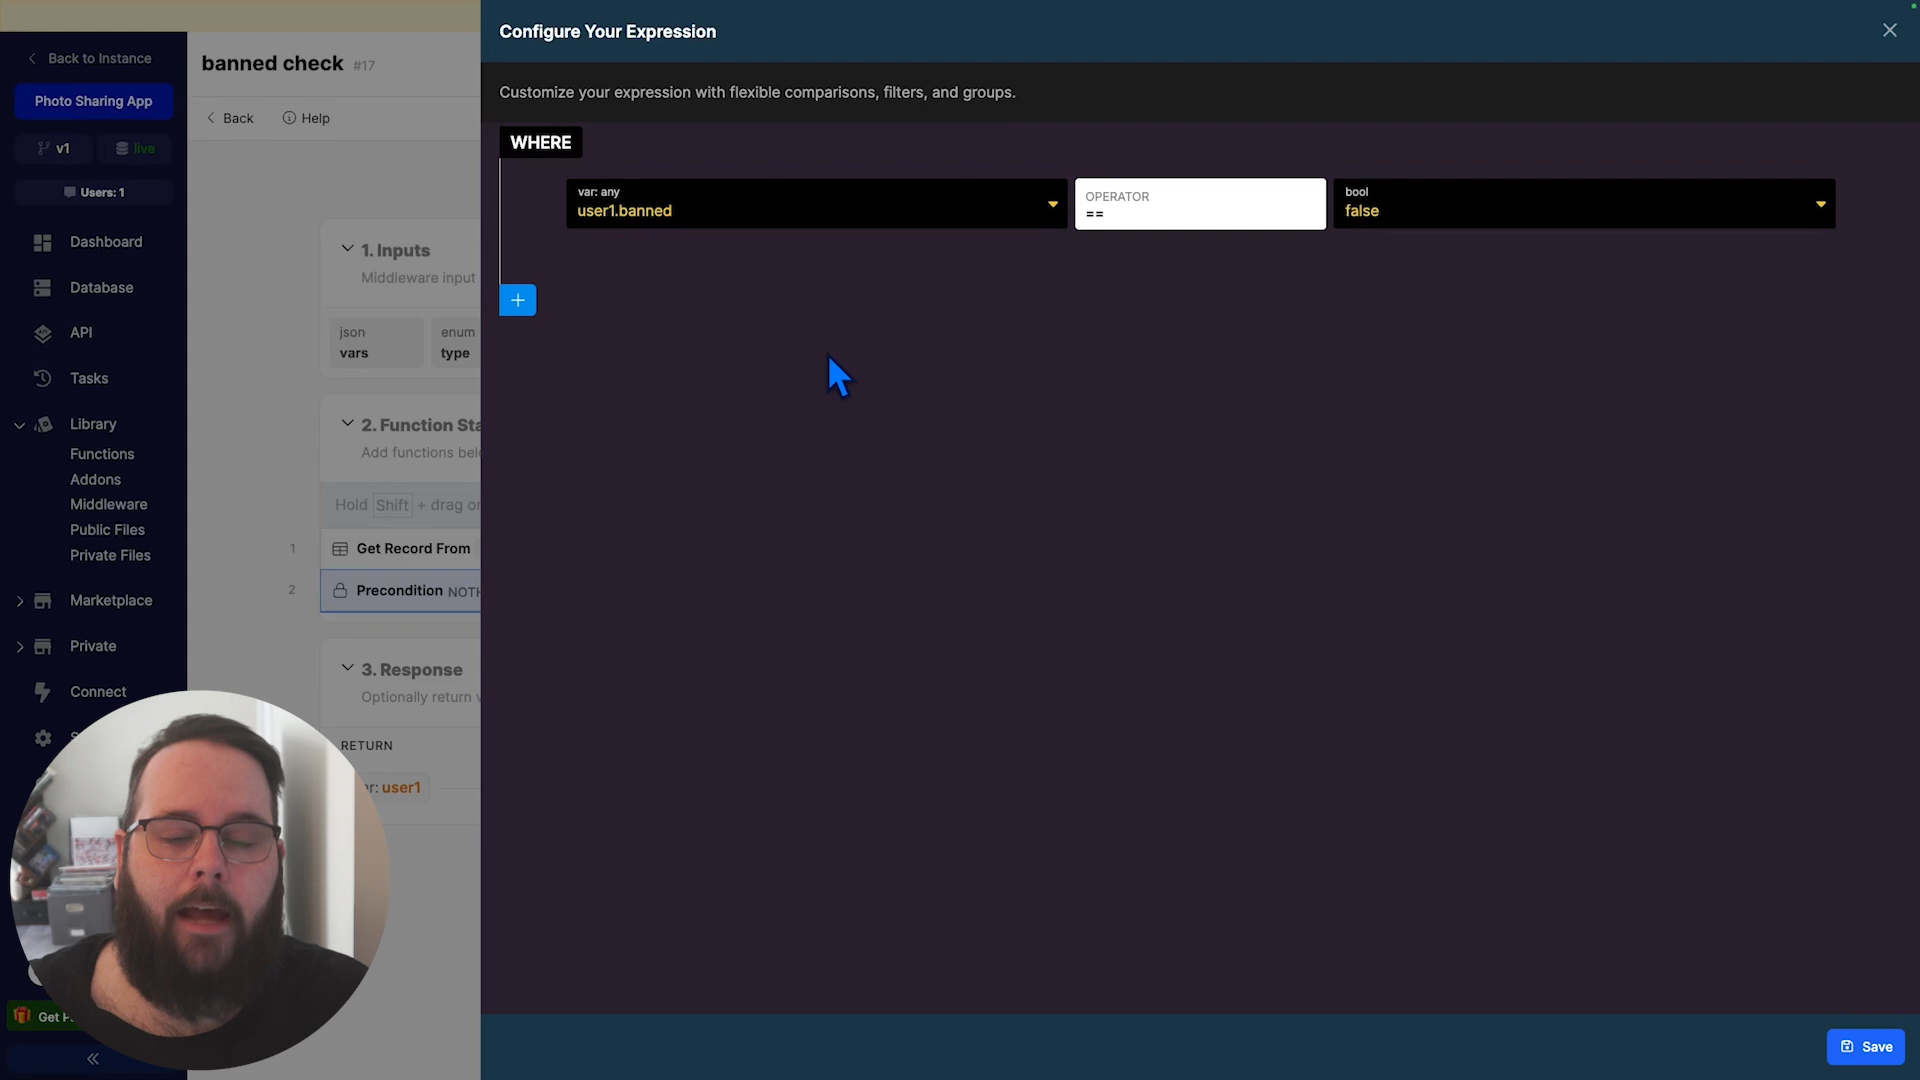 Back to Instance
Photo Sharing App
v1
live
Users: 1
Dashboard
Database
API
Tasks
Library
Functions
Addons
Middleware
Public Files
Private Files
Marketplace
Private
Connect
Get
banned check #17
Back
Help
1. Inputs
Middleware input
json
vars
enum
type
2. Function
Add functions
Hold Shift + drag
1
Get Record From
2
Precondition
3. Response
Optionally return
RETURN
user1
Configure Your Expression
Customize your expression with flexible comparisons, filters, and groups.
WHERE
var: any
user1.banned
OPERATOR
==
bool
false
Save